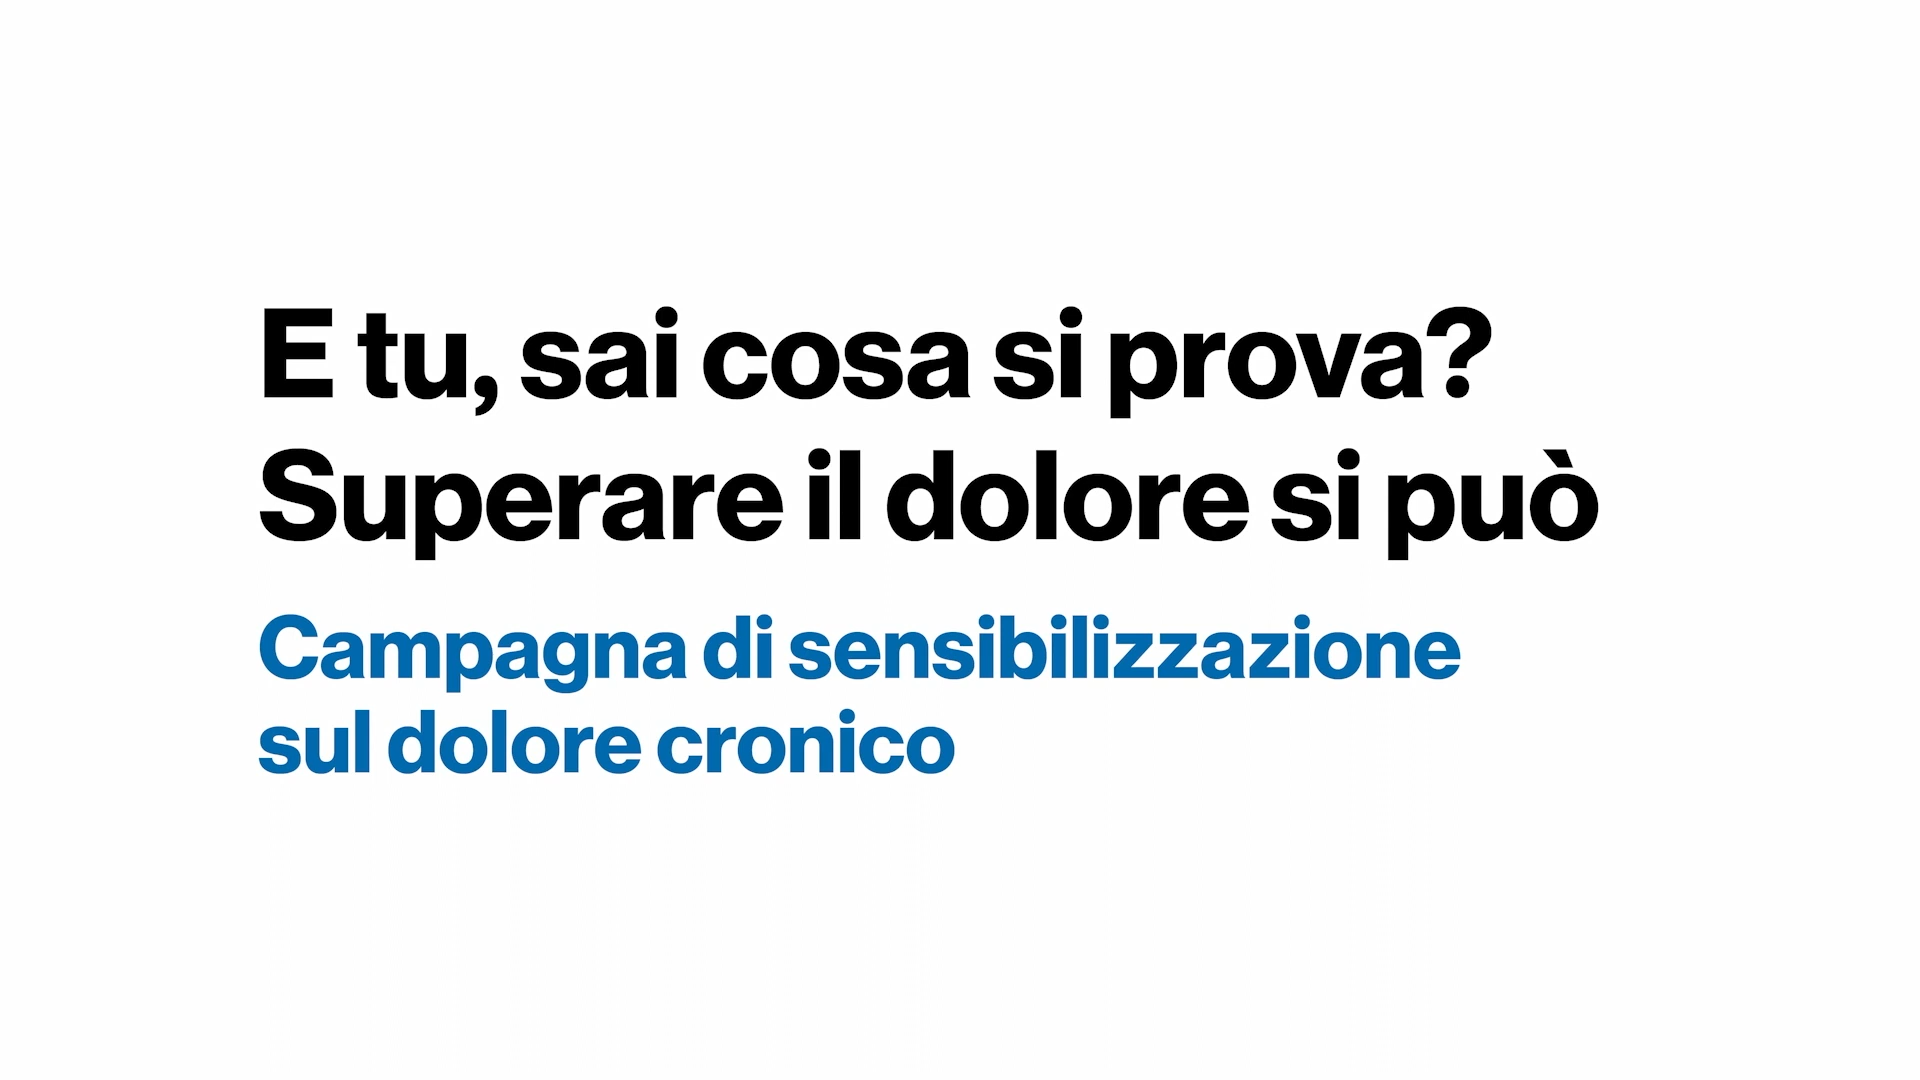 E tu, sai cosa si prova?
Superare il dolore si può
Campagna di sensibilizzazione
sul dolore cronico